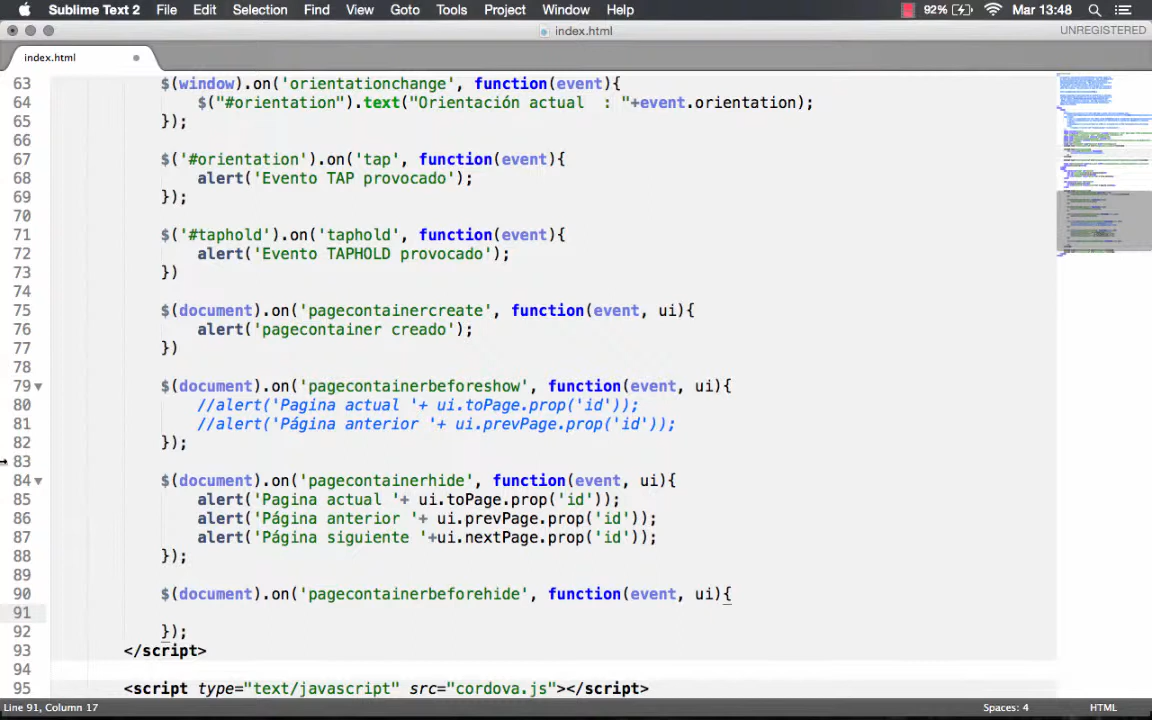 Sublime Text 2 File Edit Selection Find View Goto Tools Project Window Help 92% Mar 13:48
index.html UNREGISTERED
index.html
63 $(window).on('orientationchange', function(event){
64 $("#orientation").text("Orientación actual : "+event.orientation);
65 });
66
67 $('#orientation').on('tap', function(event){
68 alert('Evento TAP provocado');
69 });
70
71 $('#taphold').on('taphold', function(event){
72 alert('Evento TAPHOLD provocado');
73 })
74
75 $(document).on('pagecontainercreate', function(event, ui){
76 alert('pagecontainer creado');
77 })
78
79 $(document).on('pagecontainerbeforeshow', function(event, ui){
80 //alert('Pagina actual '+ ui.toPage.prop('id'));
81 //alert('Página anterior '+ ui.prevPage.prop('id'));
82 });
83
84 $(document).on('pagecontainerhide', function(event, ui){
85 alert('Pagina actual '+ ui.toPage.prop('id'));
86 alert('Página anterior '+ ui.prevPage.prop('id'));
87 alert('Página siguiente '+ui.nextPage.prop('id'));
88 });
89
90 $(document).on('pagecontainerbeforehide', function(event, ui){
91
92 });
93 </script>
94
95 <script type="text/javascript" src="cordova.js"></script>
Line 91, Column 17 Spaces: 4 HTML